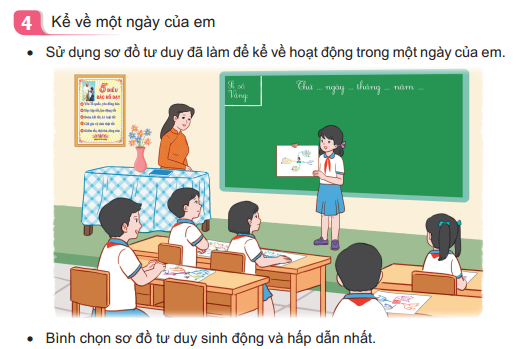 4 Kể về một ngày của em
• Sử dụng sơ đồ tư duy đã làm để kể về hoạt động trong một ngày của em.
5 ĐIỀU
BÁC HỒ DẠY
Sĩ số
Vắng:
Thứ ... ngày ... tháng ... năm ...
• Bình chọn sơ đồ tư duy sinh động và hấp dẫn nhất.